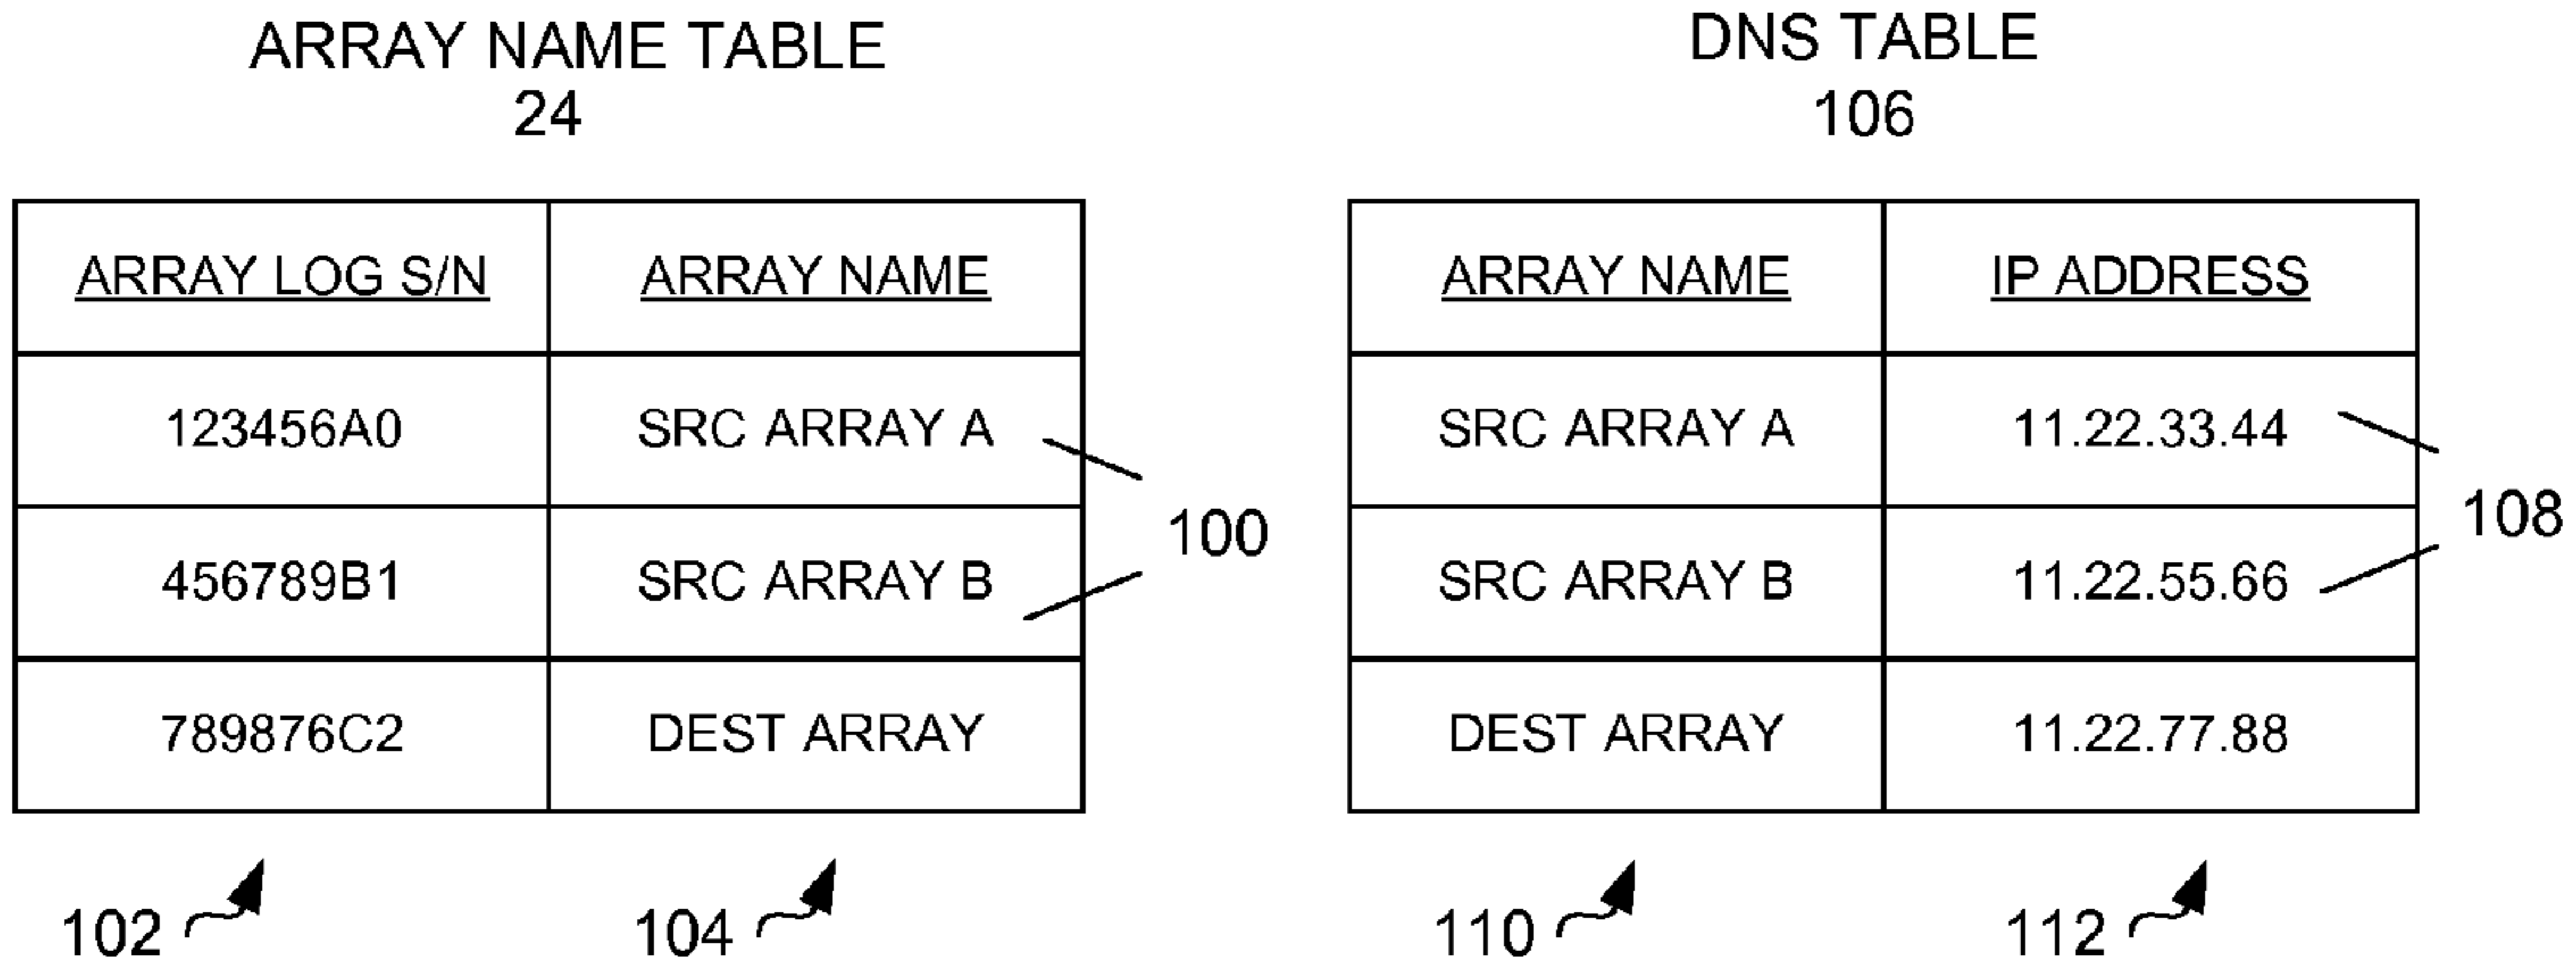 ARRAY NAME TABLE
24
ARRAY LOG S/N ARRAY NAME
123456A0 SRC ARRAY A
456789B1 SRC ARRAY B
789876C2 DEST ARRAY
100
102 104
DNS TABLE
106
ARRAY NAME IP ADDRESS
SRC ARRAY A 11.22.33.44
SRC ARRAY B 11.22.55.66
DEST ARRAY 11.22.77.88
108
110 112